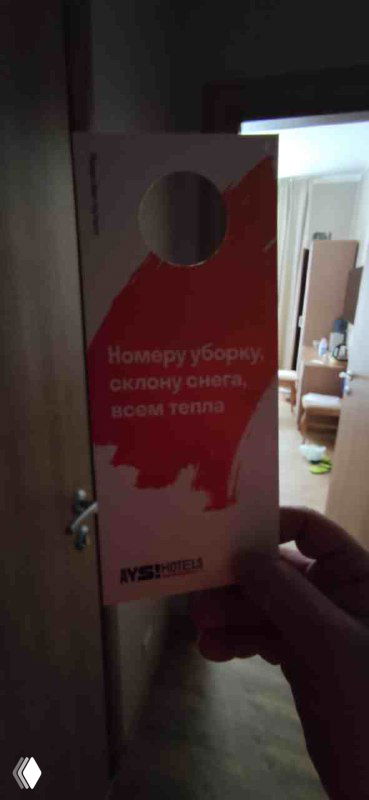 Номеру уборку,
склону снега,
всем тепла
AYS! HOTELS